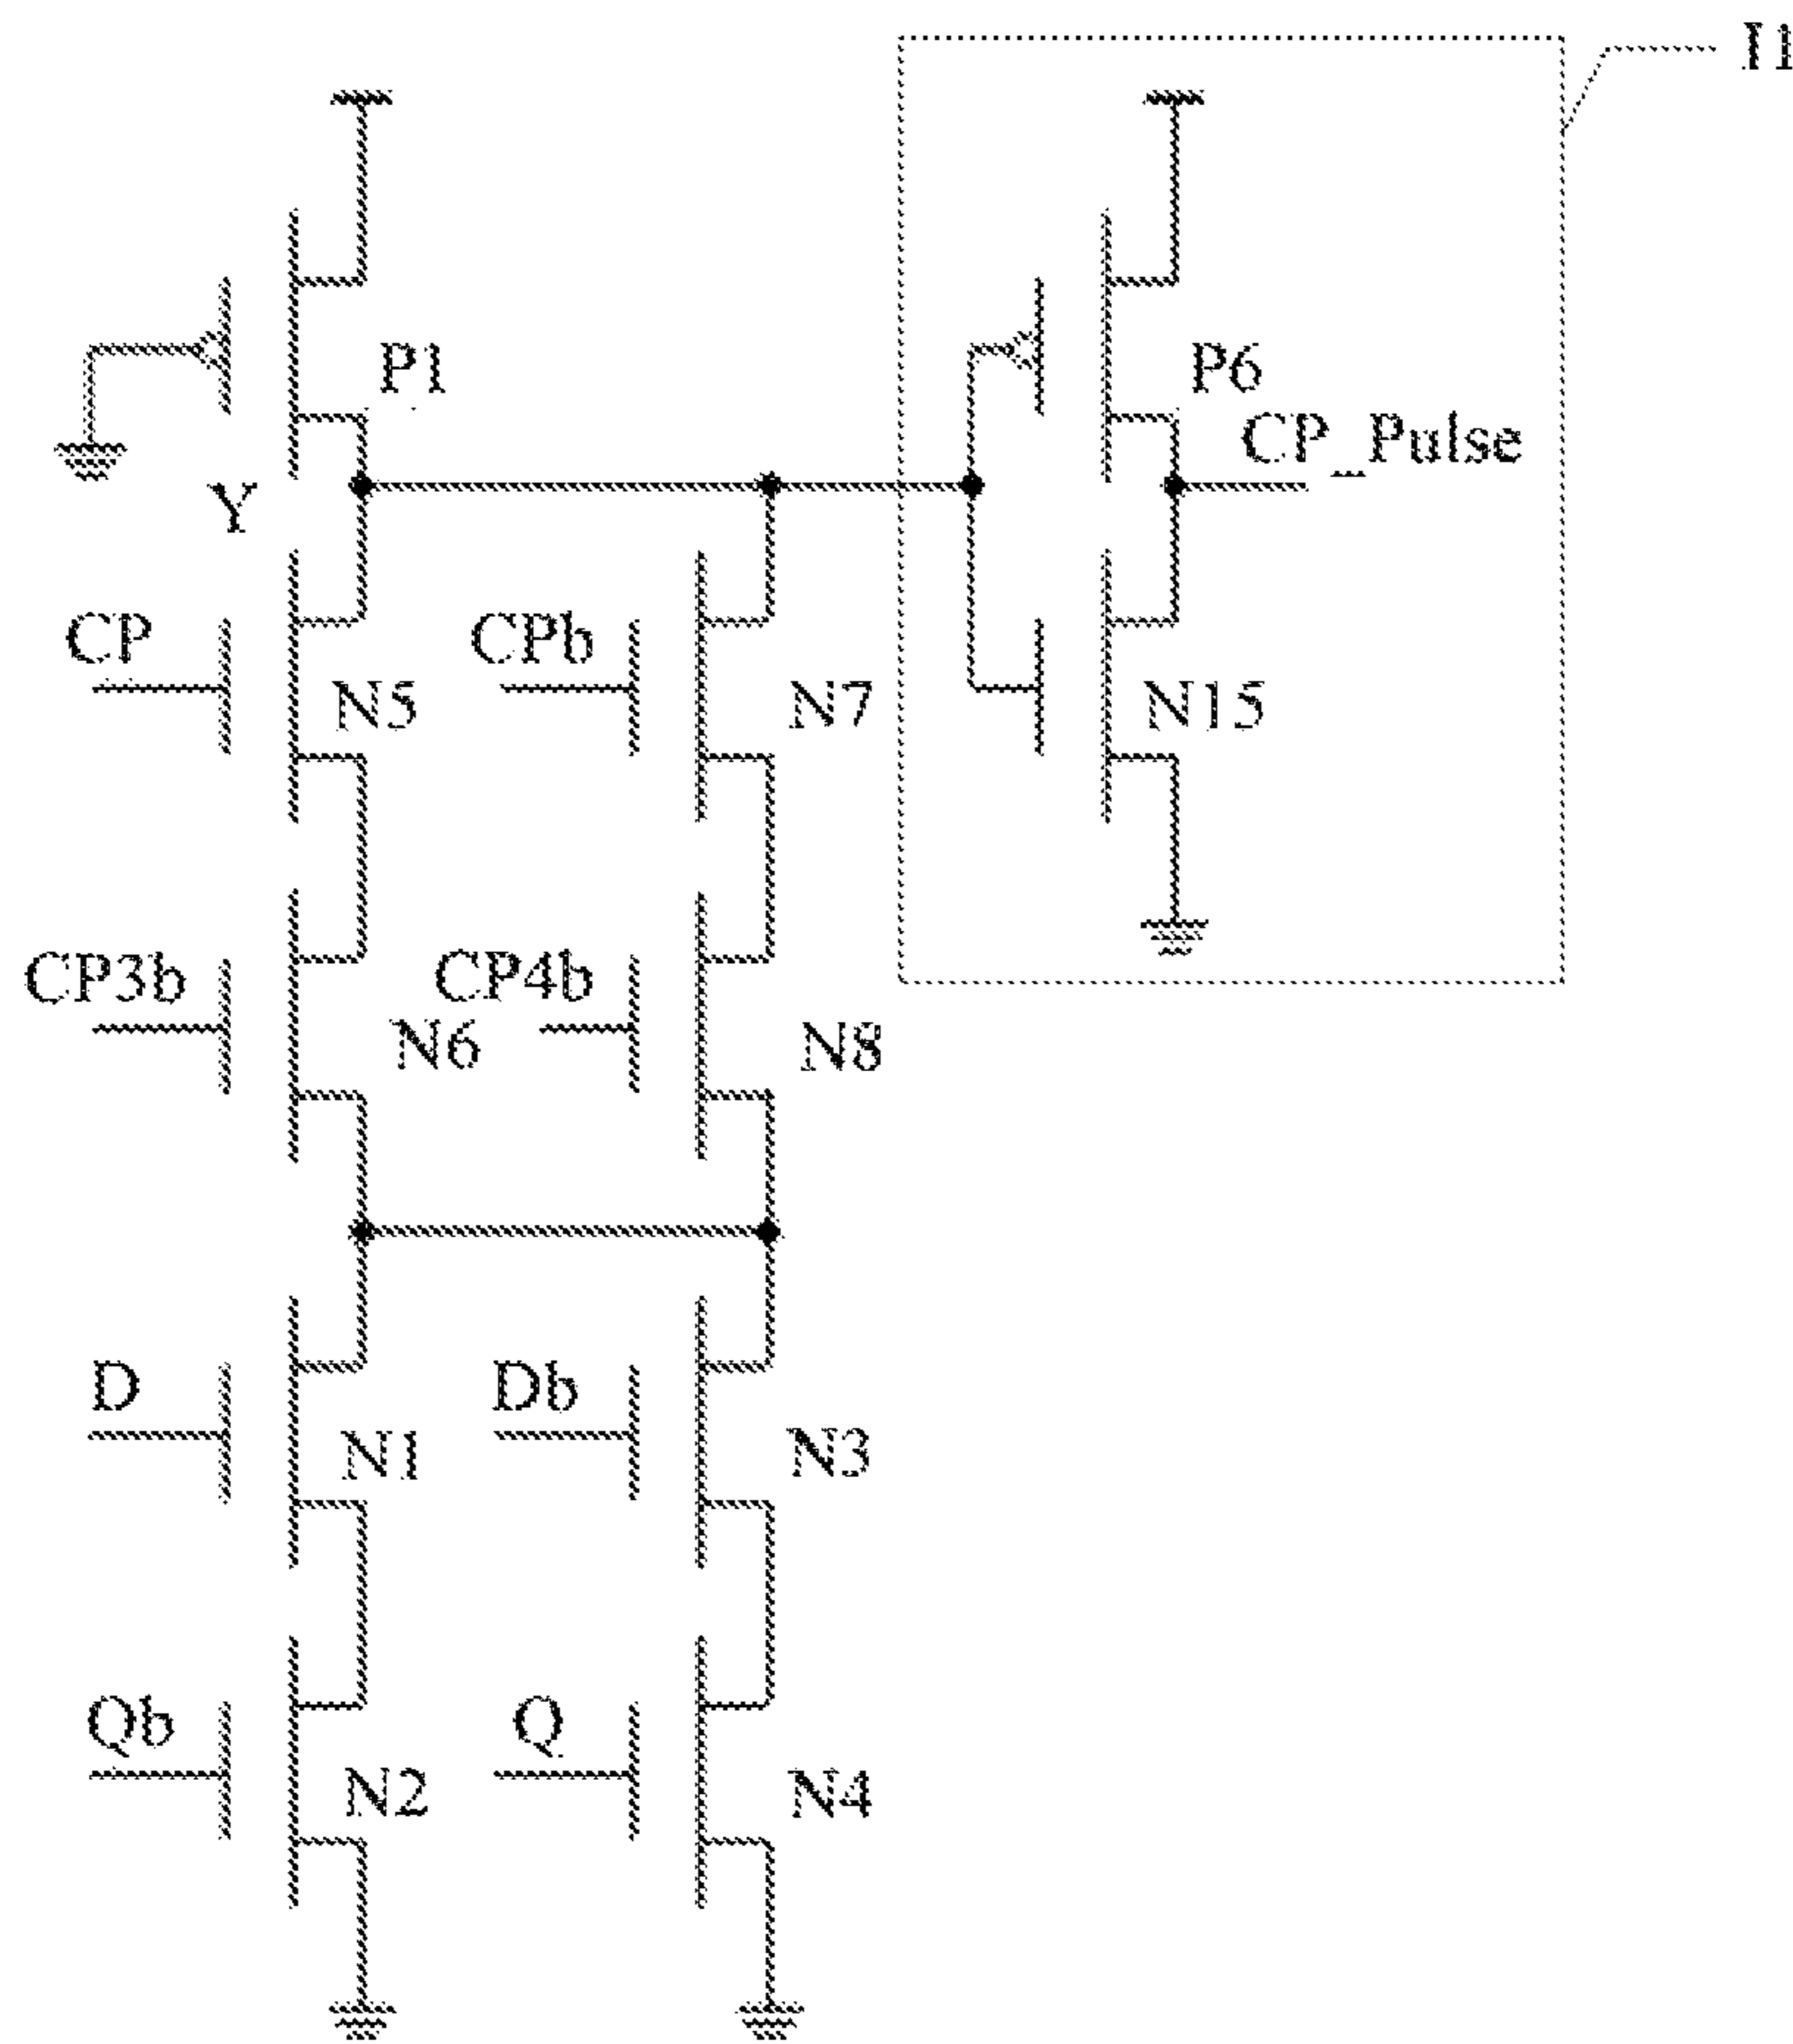 I1
P1
P6
CP_Pulse
Y
CP
CPb
N5
N7
N15
CP3b
CP4b
N6
N8
D
Db
N1
N3
Qb
Q
N2
N4